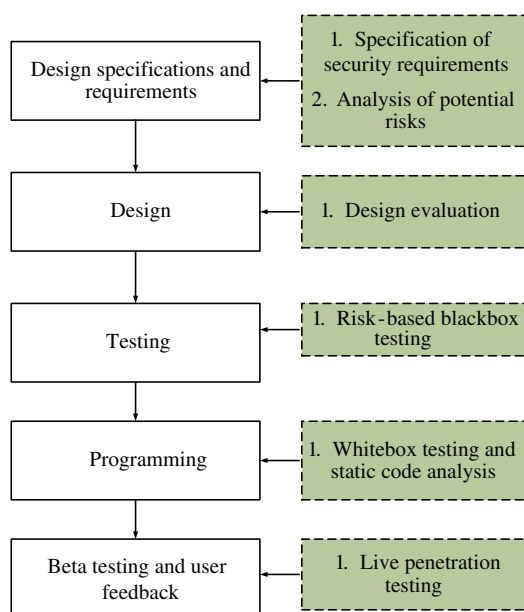 Design specifications and
requirements
1. Specification of
security requirements
2. Analysis of potential
risks
Design
1. Design evaluation
Testing
1. Risk-based blackbox
testing
Programming
1. Whitebox testing and
static code analysis
Beta testing and user
feedback
1. Live penetration
testing